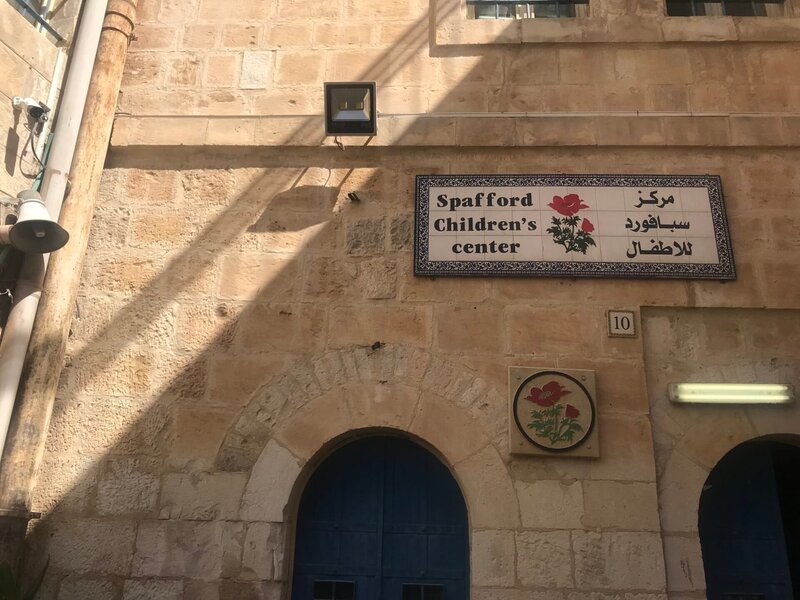 Spafford
Children's
center
مركز
سبافورد
للاطفال
10